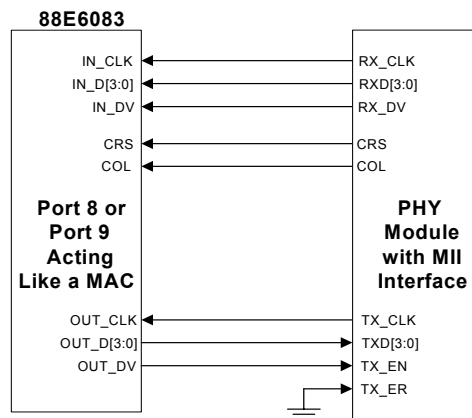 88E6083
IN_CLK RX_CLK
IN_D[3:0] RXD[3:0]
IN_DV RX_DV
CRS CRS
COL COL
Port 8 or
Port 9
Acting
Like a MAC
PHY
Module
with MII
Interface
OUT_CLK TX_CLK
OUT_D[3:0] TXD[3:0]
OUT_DV TX_EN
TX_ER